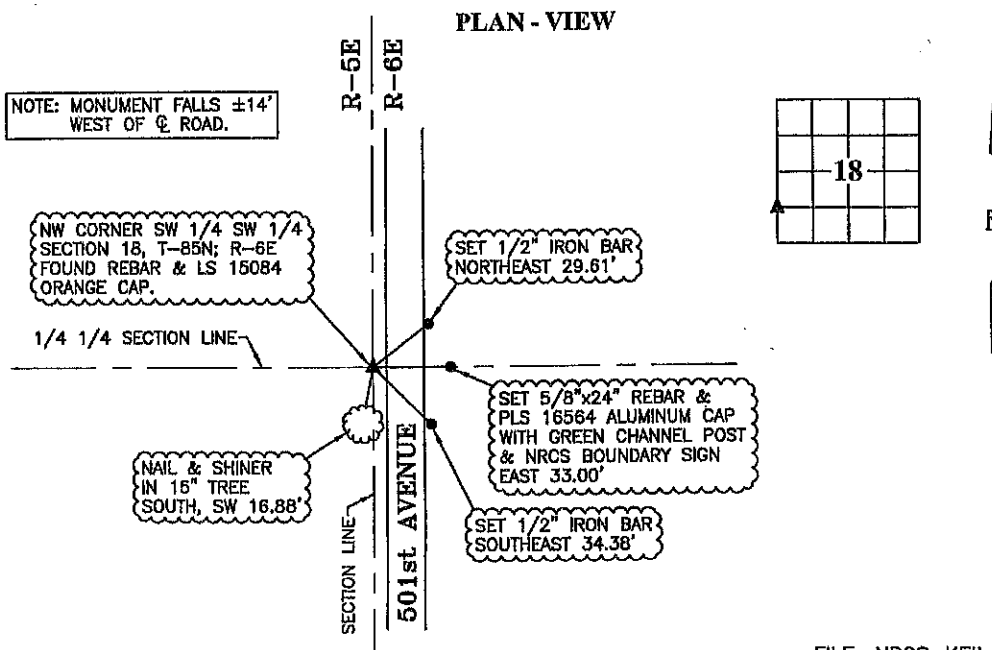 PLAN - VIEW
R-5E
R-6E
NOTE: MONUMENT FALLS ±14'
WEST OF ℄ ROAD.
18
NW CORNER SW 1/4 SW 1/4
SECTION 18, T-85N; R-6E
FOUND REBAR & LS 15084
ORANGE CAP.
SET 1/2" IRON BAR
NORTHEAST 29.61'
1/4 1/4 SECTION LINE
SET 5/8"x24" REBAR &
PLS 16564 ALUMINUM CAP
WITH GREEN CHANNEL POST
& NRCS BOUNDARY SIGN
EAST 33.00'
NAIL & SHINER
IN 15" TREE
SOUTH, SW 16.88'
SET 1/2" IRON BAR
SOUTHEAST 34.38'
SECTION LINE
501st AVENUE